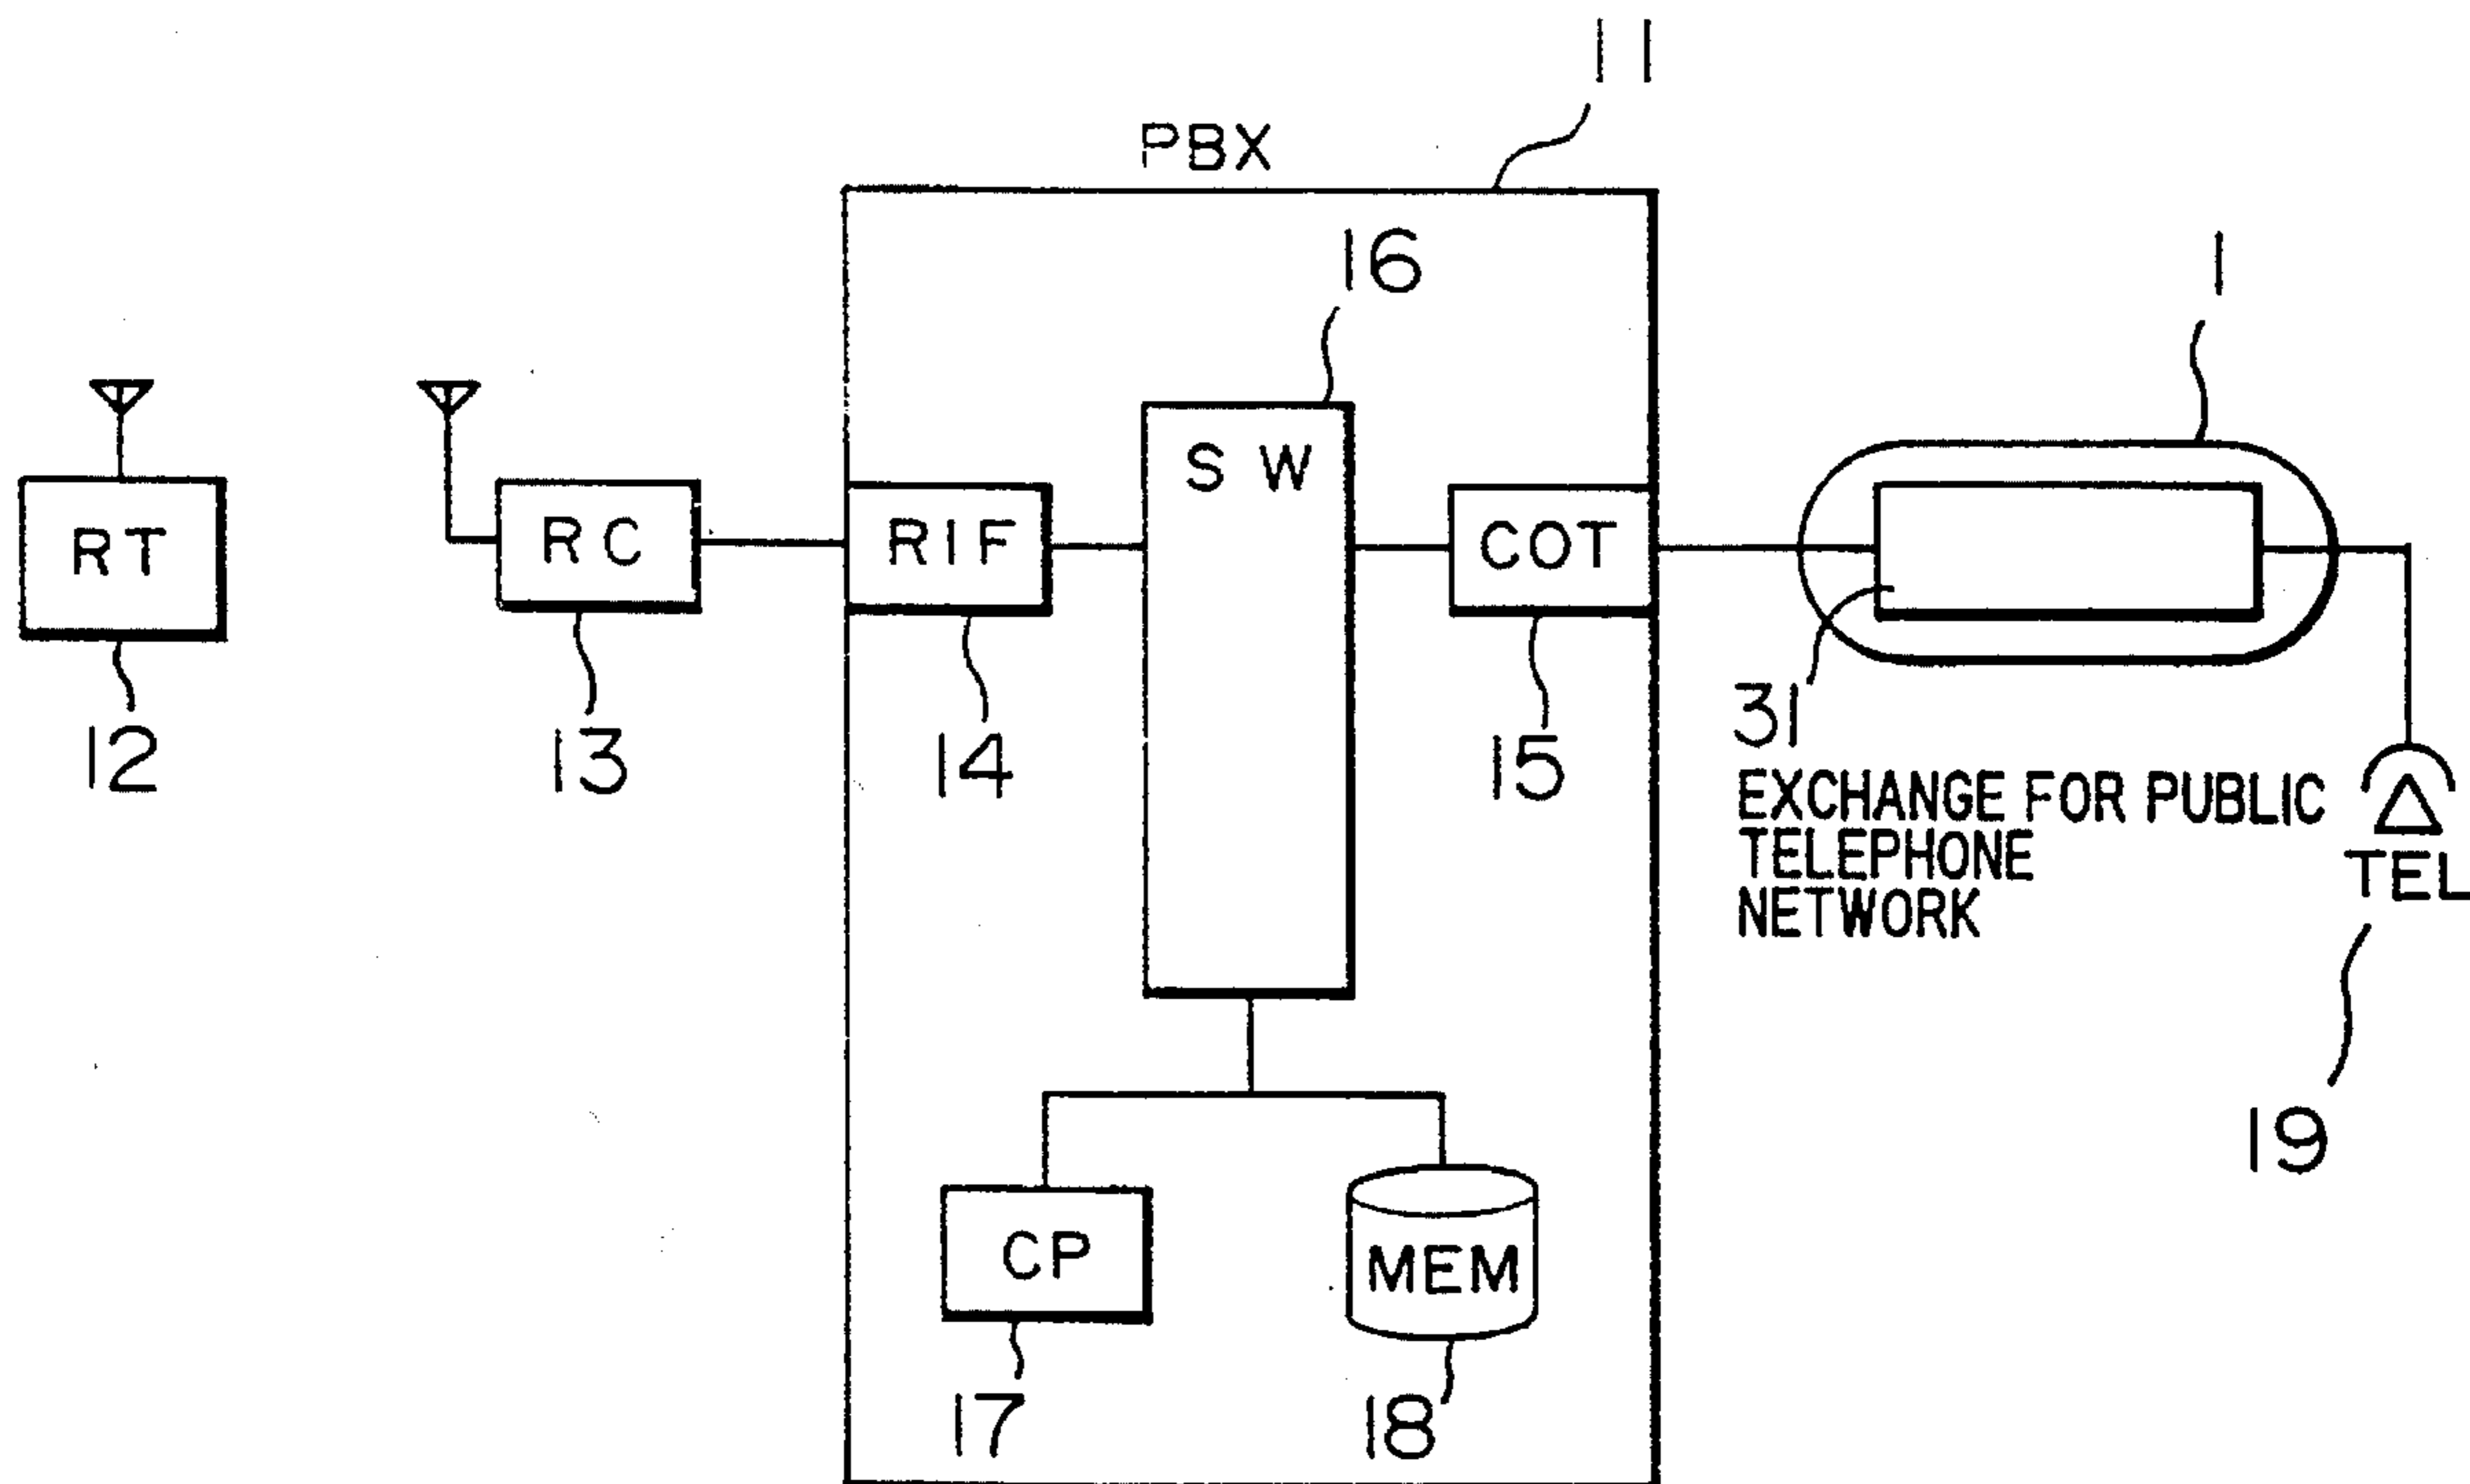 11
PBX
16
1
S W
RT
RC
RIF
COT
12
13
14
15
31
EXCHANGE FOR PUBLIC
TELEPHONE
NETWORK
TEL
19
CP
MEM
17
18